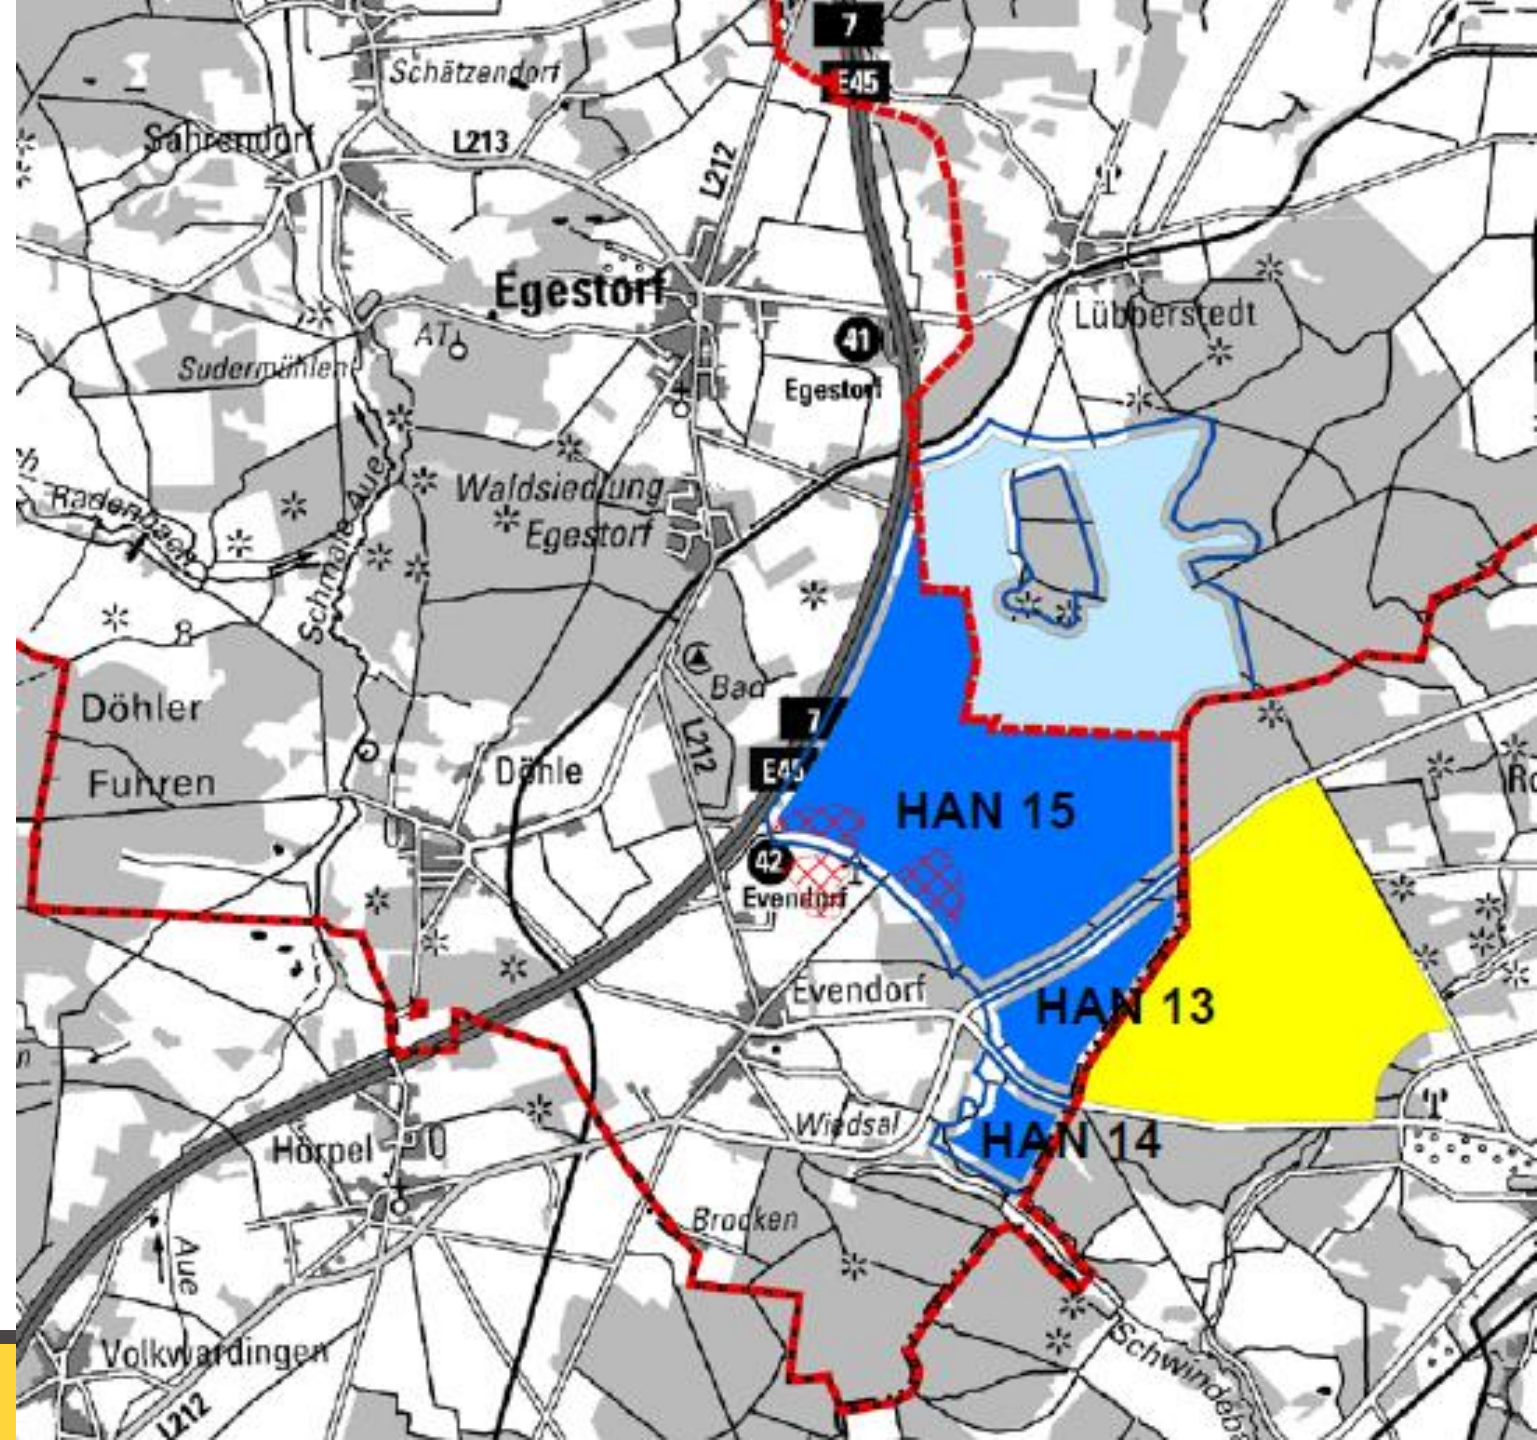 7
Schätzendorf
E45
Sahrendorf
L213
L212
Egestorf
Lübberstedt
AT
41
Sudermühlen
Egestorf
Waldsiedlung
Egestorf
Radenbach
Schmale Aue
Bad
Döhler
Fuhren
7
L212
E45
Döhle
HAN 15
42
Evendorf
Evendorf
HAN 13
Wiedsal
HAN 14
Hörpel
Brocken
Aue
Volkwardingen
L212